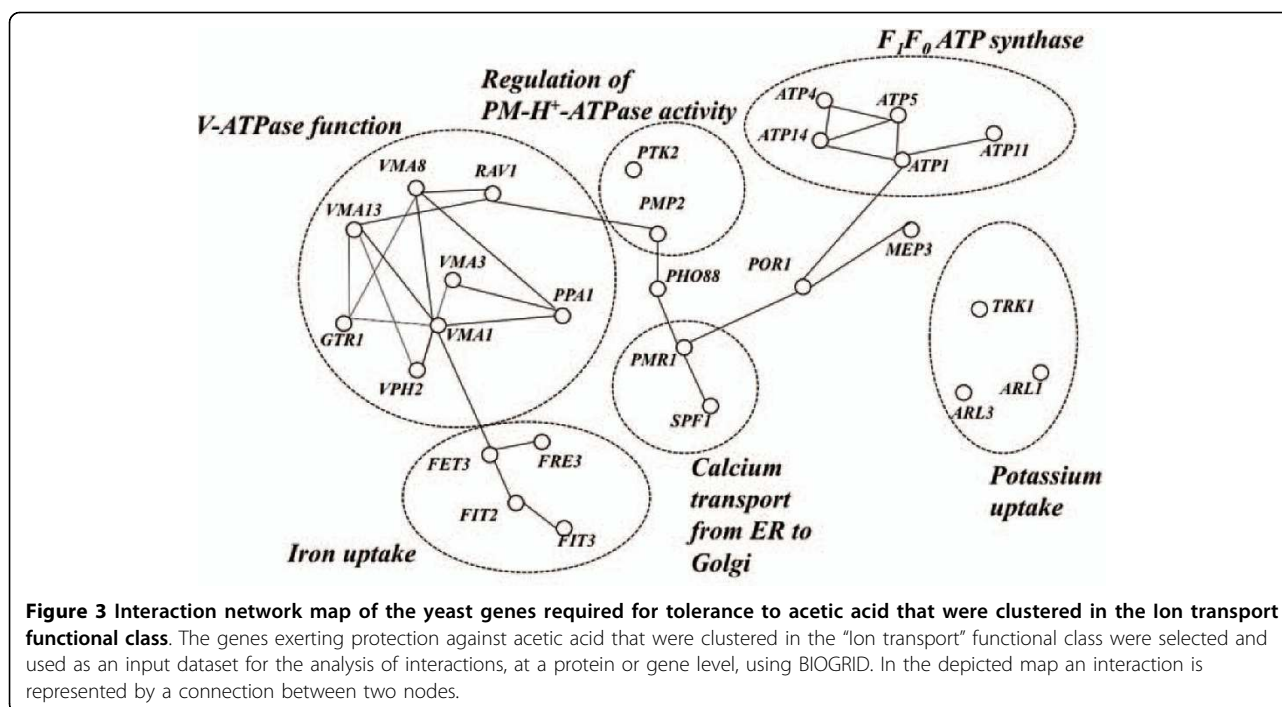 F1F0 ATP synthase
Regulation of
PM-H+-ATPase activity
V-ATPase function
ATP4
ATP5
ATP14
ATP1
ATP11
PTK2
PMP2
VMA8
RAV1
VMA13
VMA3
PPA1
GTR1
VMA1
VPH2
PHO88
POR1
MEP3
TRK1
ARL1
ARL3
PMR1
SPF1
FET3
FRE3
FIT2
FIT3
Iron uptake
Calcium
transport
from ER to
Golgi
Potassium
uptake
Figure 3 Interaction network map of the yeast genes required for tolerance to acetic acid that were clustered in the Ion transport
functional class. The genes exerting protection against acetic acid that were clustered in the “Ion transport” functional class were selected and
used as an input dataset for the analysis of interactions, at a protein or gene level, using BIOGRID. In the depicted map an interaction is
represented by a connection between two nodes.